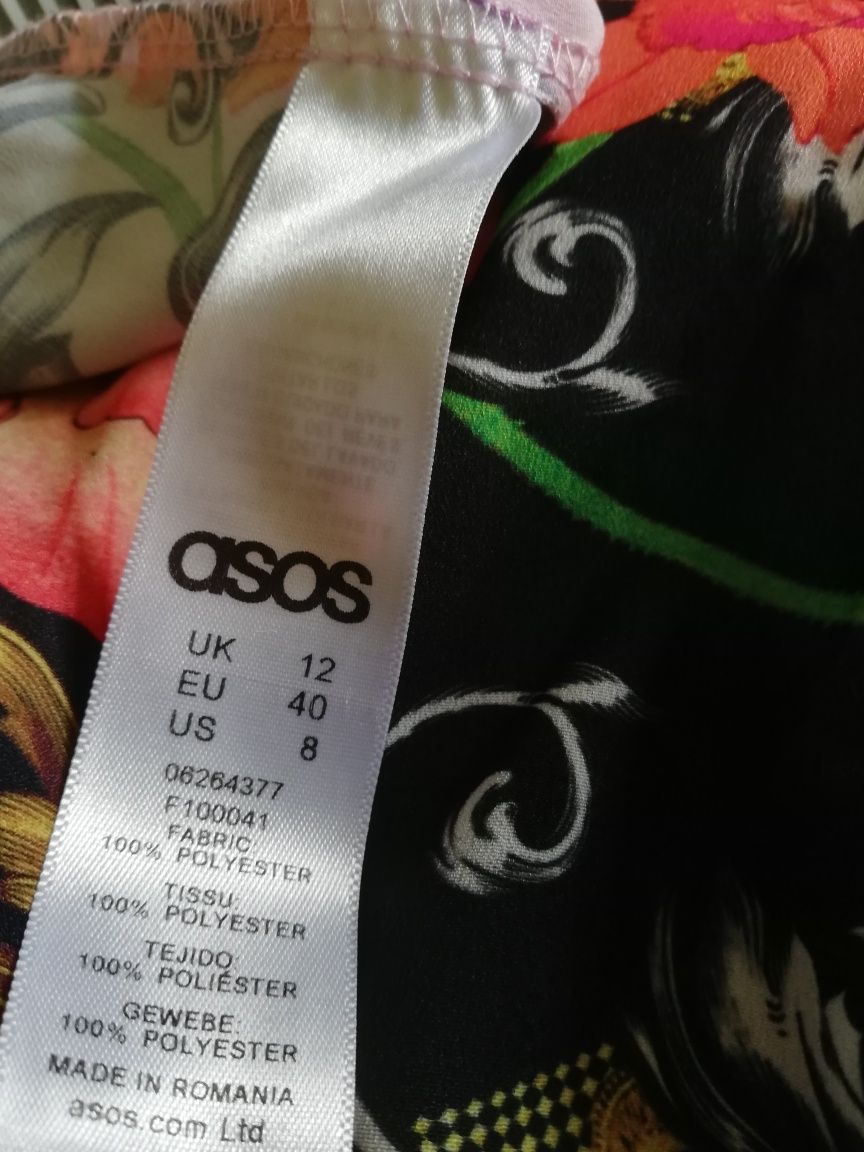 asos
UK 12
EU 40
US 8
06264377
F100041
FABRIC:
100% POLYESTER
TISSU:
100% POLYESTER
TEJIDO:
100% POLIÉSTER
GEWEBE:
100% POLYESTER
MADE IN ROMANIA
asos.com Ltd